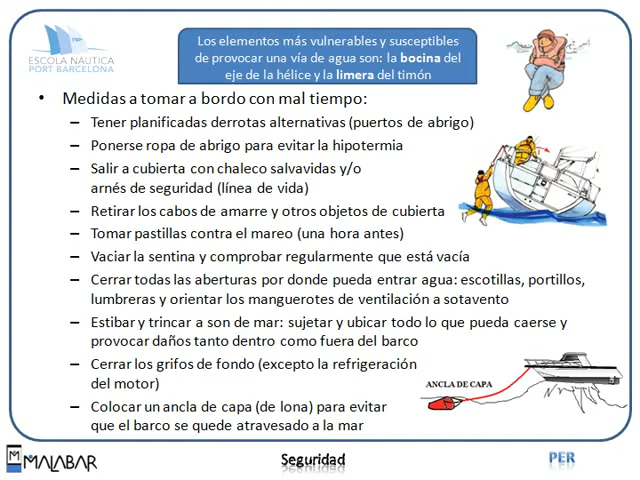 ESCOLA NÀUTICA
PORT BARCELONA
Los elementos más vulnerables y susceptibles
de provocar una vía de agua son: la bocina del
eje de la hélice y la limera del timón
• Medidas a tomar a bordo con mal tiempo:
– Tener planificadas derrotas alternativas (puertos de abrigo)
– Ponerse ropa de abrigo para evitar la hipotermia
– Salir a cubierta con chaleco salvavidas y/o
arnés de seguridad (línea de vida)
– Retirar los cabos de amarre y otros objetos de cubierta
– Tomar pastillas contra el mareo (una hora antes)
– Vaciar la sentina y comprobar regularmente que está vacía
– Cerrar todas las aberturas por donde pueda entrar agua: escotillas, portillos,
lumbreras y orientar los manguerotes de ventilación a sotavento
– Estibar y trincar a son de mar: sujetar y ubicar todo lo que pueda caerse y
provocar daños tanto dentro como fuera del barco
– Cerrar los grifos de fondo (excepto la refrigeración
del motor)
ANCLA DE CAPA
– Colocar un ancla de capa (de lona) para evitar
que el barco se quede atravesado a la mar
MALABAR
Seguridad
PER